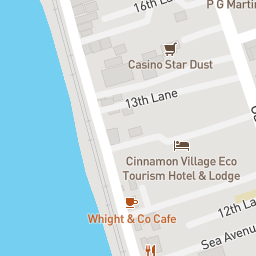 16th Lane
P G Martin
Casino Star Dust
13th Lane
Cinnamon Village Eco
Tourism Hotel & Lodge
12th La
Whight & Co Cafe
Sea Avenu